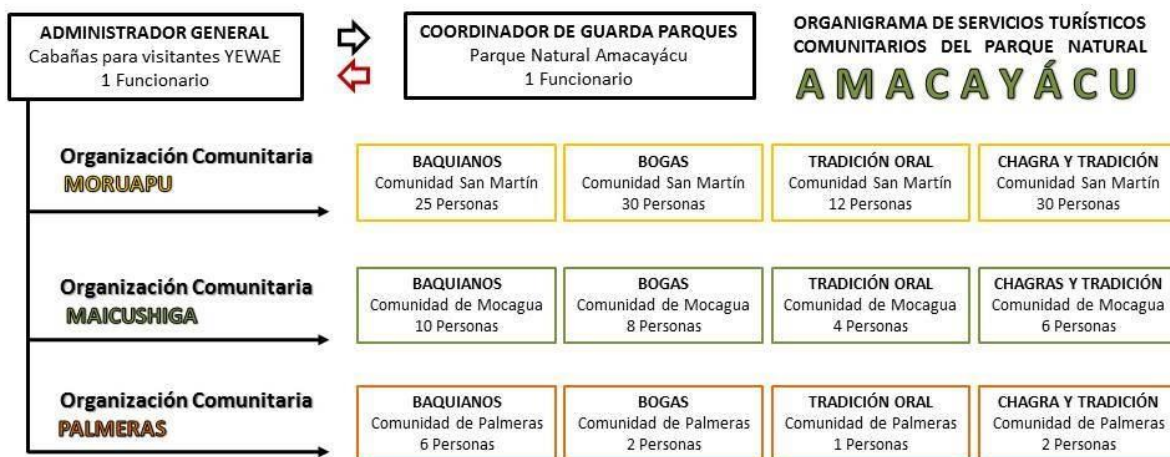 ADMINISTRADOR GENERAL
Cabañas para visitantes YEWAE
1 Funcionario
COORDINADOR DE GUARDA PARQUES
Parque Natural Amacayácu
1 Funcionario
ORGANIGRAMA DE SERVICIOS TURÍSTICOS
COMUNITARIOS DEL PARQUE NATURAL
AMACAYÁCU
Organización Comunitaria
MORUAPU
BAQUIANOS
Comunidad San Martín
25 Personas
BOGAS
Comunidad San Martín
30 Personas
TRADICIÓN ORAL
Comunidad San Martín
12 Personas
CHAGRA Y TRADICIÓN
Comunidad San Martín
30 Personas
Organización Comunitaria
MAICUSHIGA
BAQUIANOS
Comunidad de Mocagua
10 Personas
BOGAS
Comunidad de Mocagua
8 Personas
TRADICIÓN ORAL
Comunidad de Mocagua
4 Personas
CHAGRAS Y TRADICIÓN
Comunidad de Mocagua
6 Personas
Organización Comunitaria
PALMERAS
BAQUIANOS
Comunidad de Palmeras
6 Personas
BOGAS
Comunidad de Palmeras
2 Personas
TRADICIÓN ORAL
Comunidad de Palmeras
1 Personas
CHAGRA Y TRADICIÓN
Comunidad de Palmeras
2 Personas